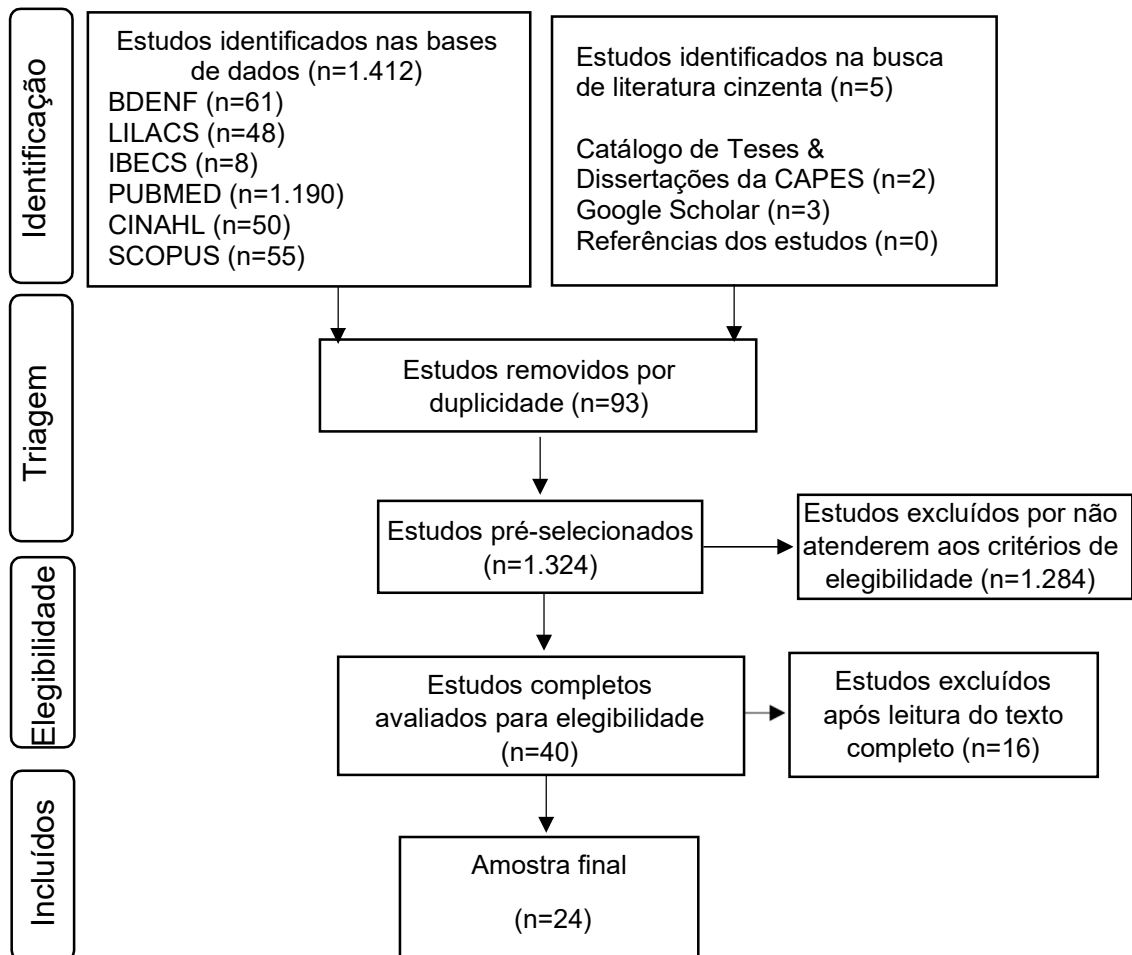 Identificação
Estudos identificados nas bases
de dados (n=1.412)
BDENF (n=61)
LILACS (n=48)
IBECS (n=8)
PUBMED (n=1.190)
CINAHL (n=50)
SCOPUS (n=55)
Estudos identificados na busca
de literatura cinzenta (n=5)
Catálogo de Teses &
Dissertações da CAPES (n=2)
Google Scholar (n=3)
Referências dos estudos (n=0)
Triagem
Estudos removidos por
duplicidade (n=93)
Estudos pré-selecionados
(n=1.324)
Estudos excluídos por não
atenderem aos critérios de
elegibilidade (n=1.284)
Elegibilidade
Estudos completos
avaliados para elegibilidade
(n=40)
Estudos excluídos
após leitura do texto
completo (n=16)
Incluídos
Amostra final
(n=24)